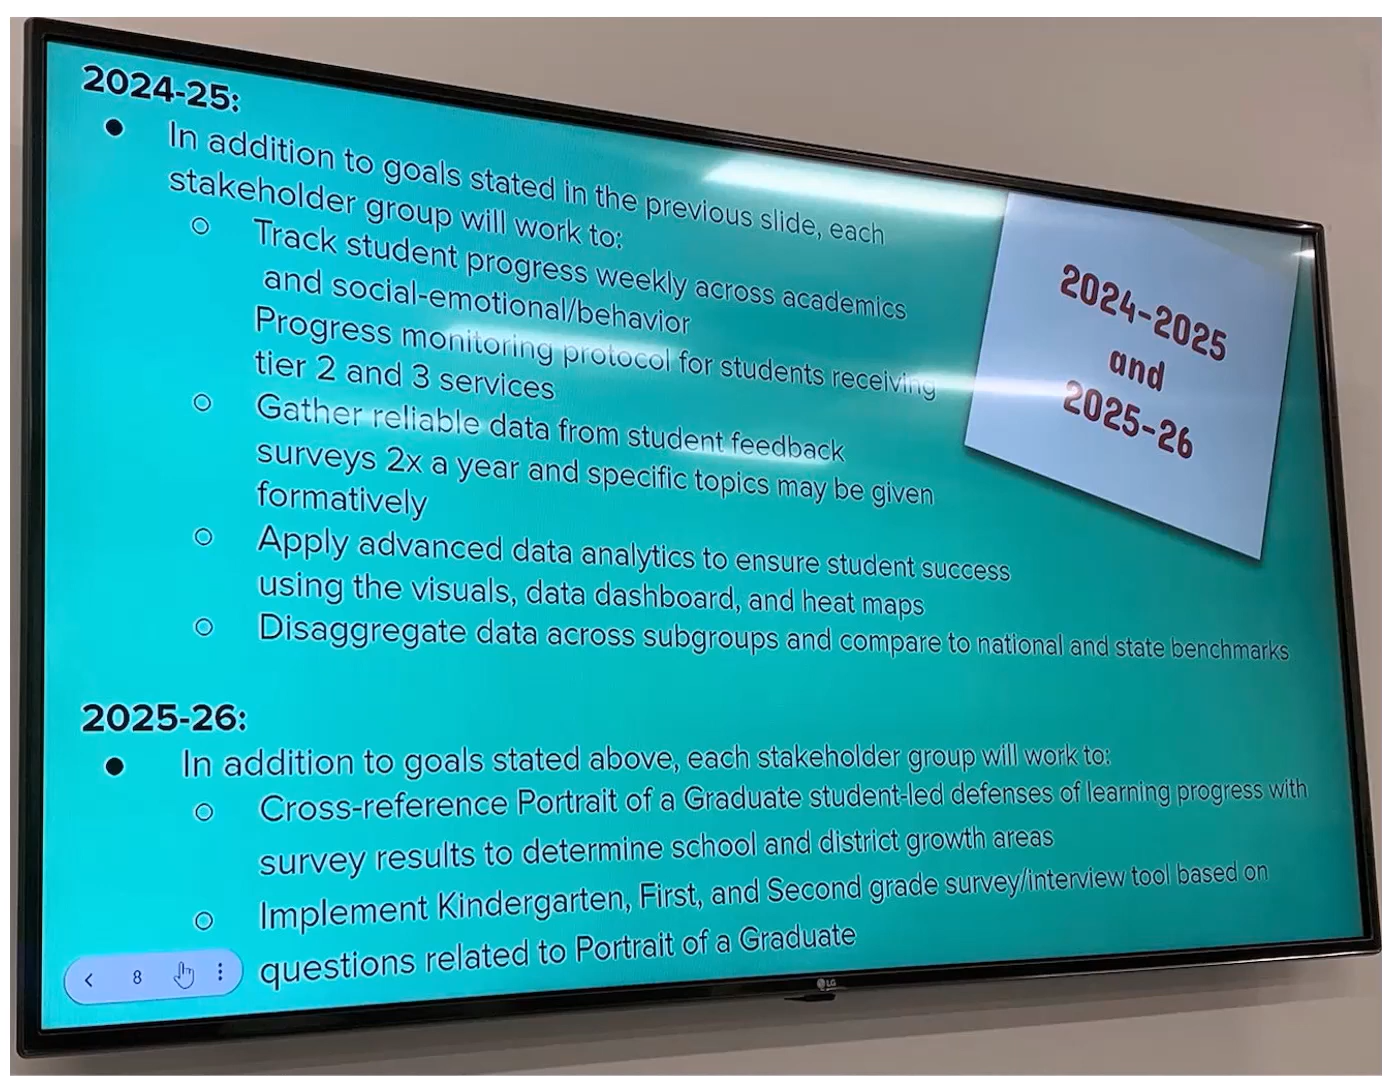 2024-25:
● In addition to goals stated in the previous slide, each
stakeholder group will work to:
○ Track student progress weekly across academics
and social-emotional/behavior
Progress monitoring protocol for students receiving
tier 2 and 3 services
○ Gather reliable data from student feedback
surveys 2x a year and specific topics may be given
formatively
○ Apply advanced data analytics to ensure student success
using the visuals, data dashboard, and heat maps
○ Disaggregate data across subgroups and compare to national and state benchmarks
2024-2025
and
2025-26
2025-26:
● In addition to goals stated above, each stakeholder group will work to:
○ Cross-reference Portrait of a Graduate student-led defenses of learning progress with
survey results to determine school and district growth areas
○ Implement Kindergarten, First, and Second grade survey/interview tool based on
questions related to Portrait of a Graduate
8
LG